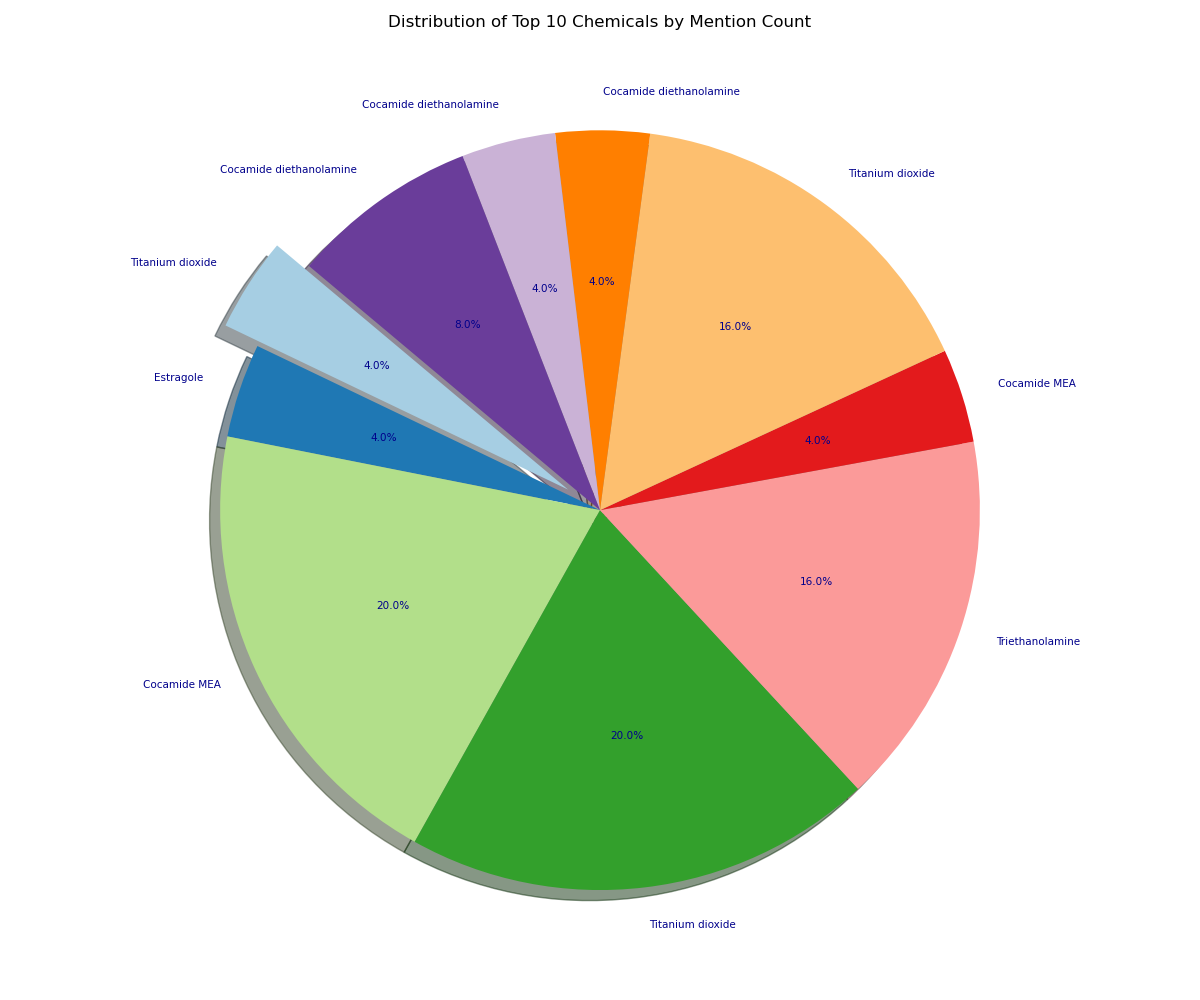 Distribution of Top 10 Chemicals by Mention Count
Cocamide diethanolamine
Cocamide diethanolamine
Cocamide diethanolamine
Titanium dioxide
Titanium dioxide
Estragole
Cocamide MEA
Cocamide MEA
Triethanolamine
Titanium dioxide
4.0%
4.0%
8.0%
16.0%
4.0%
4.0%
4.0%
16.0%
20.0%
20.0%